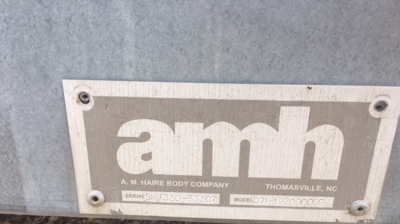 amh
A. M. HAIRE BODY COMPANY THOMASVILLE, NC
SERIAL MODEL